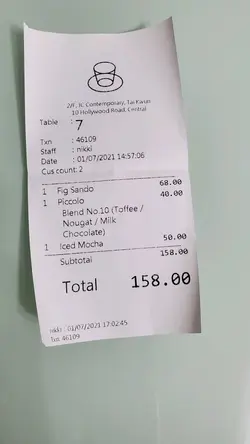 2/F, JC Contemporary, Tai Kwun
10 Hollywood Road, Central
Table : 7
Txn : 46109
Staff : nikki
Date : 01/07/2021 14:57:06
Cus count: 2
1 Fig Sando 68.00
1 Piccolo 40.00
Blend No.10 (Toffee /
Nougat / Milk
Chocolate)
1 Iced Mocha 50.00
Subtotal 158.00
Total 158.00
nikki : 01/07/2021 17:02:45
Txn: 46109